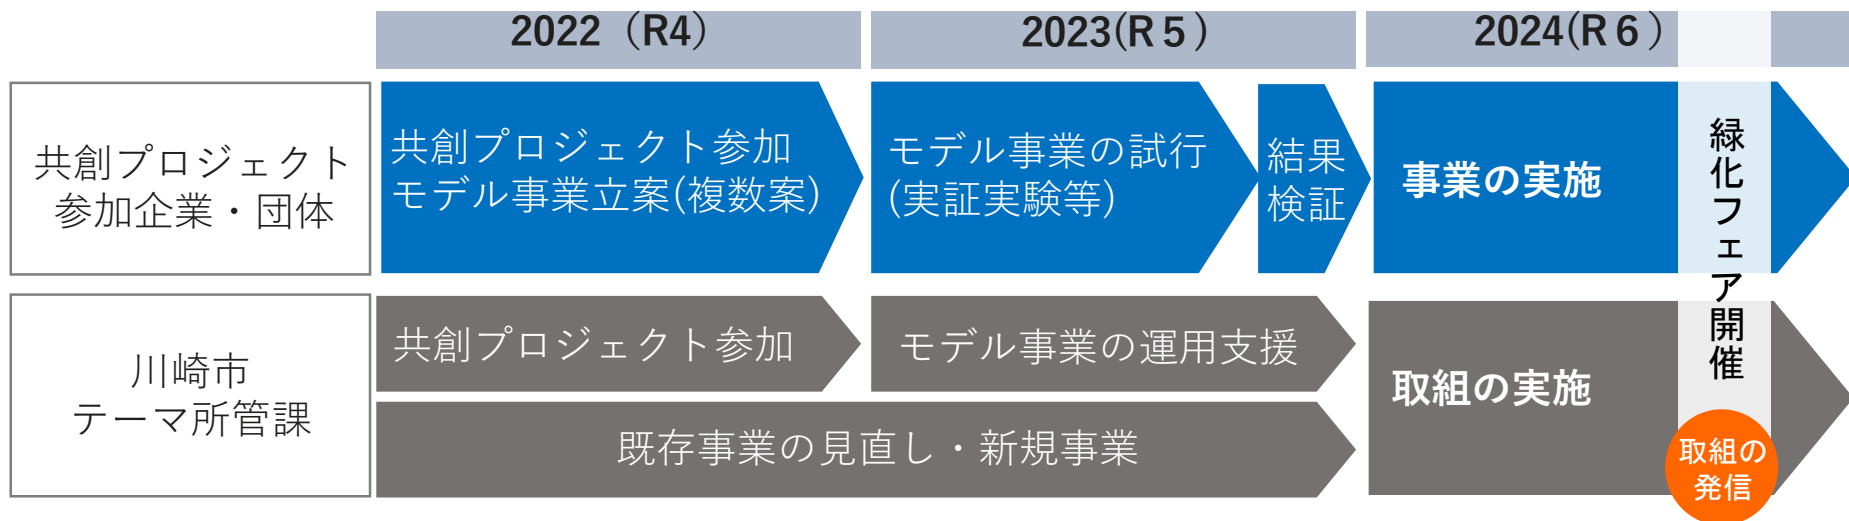 2022（R4）
2023(R５)
2024(R６)
共創プロジェクト
参加企業・団体
共創プロジェクト参加
モデル事業立案(複数案)
モデル事業の試行
(実証実験等)
結果
検証
事業の実施
緑化フェア開催
川崎市
テーマ所管課
共創プロジェクト参加
モデル事業の運用支援
既存事業の見直し・新規事業
取組の実施
取組の
発信